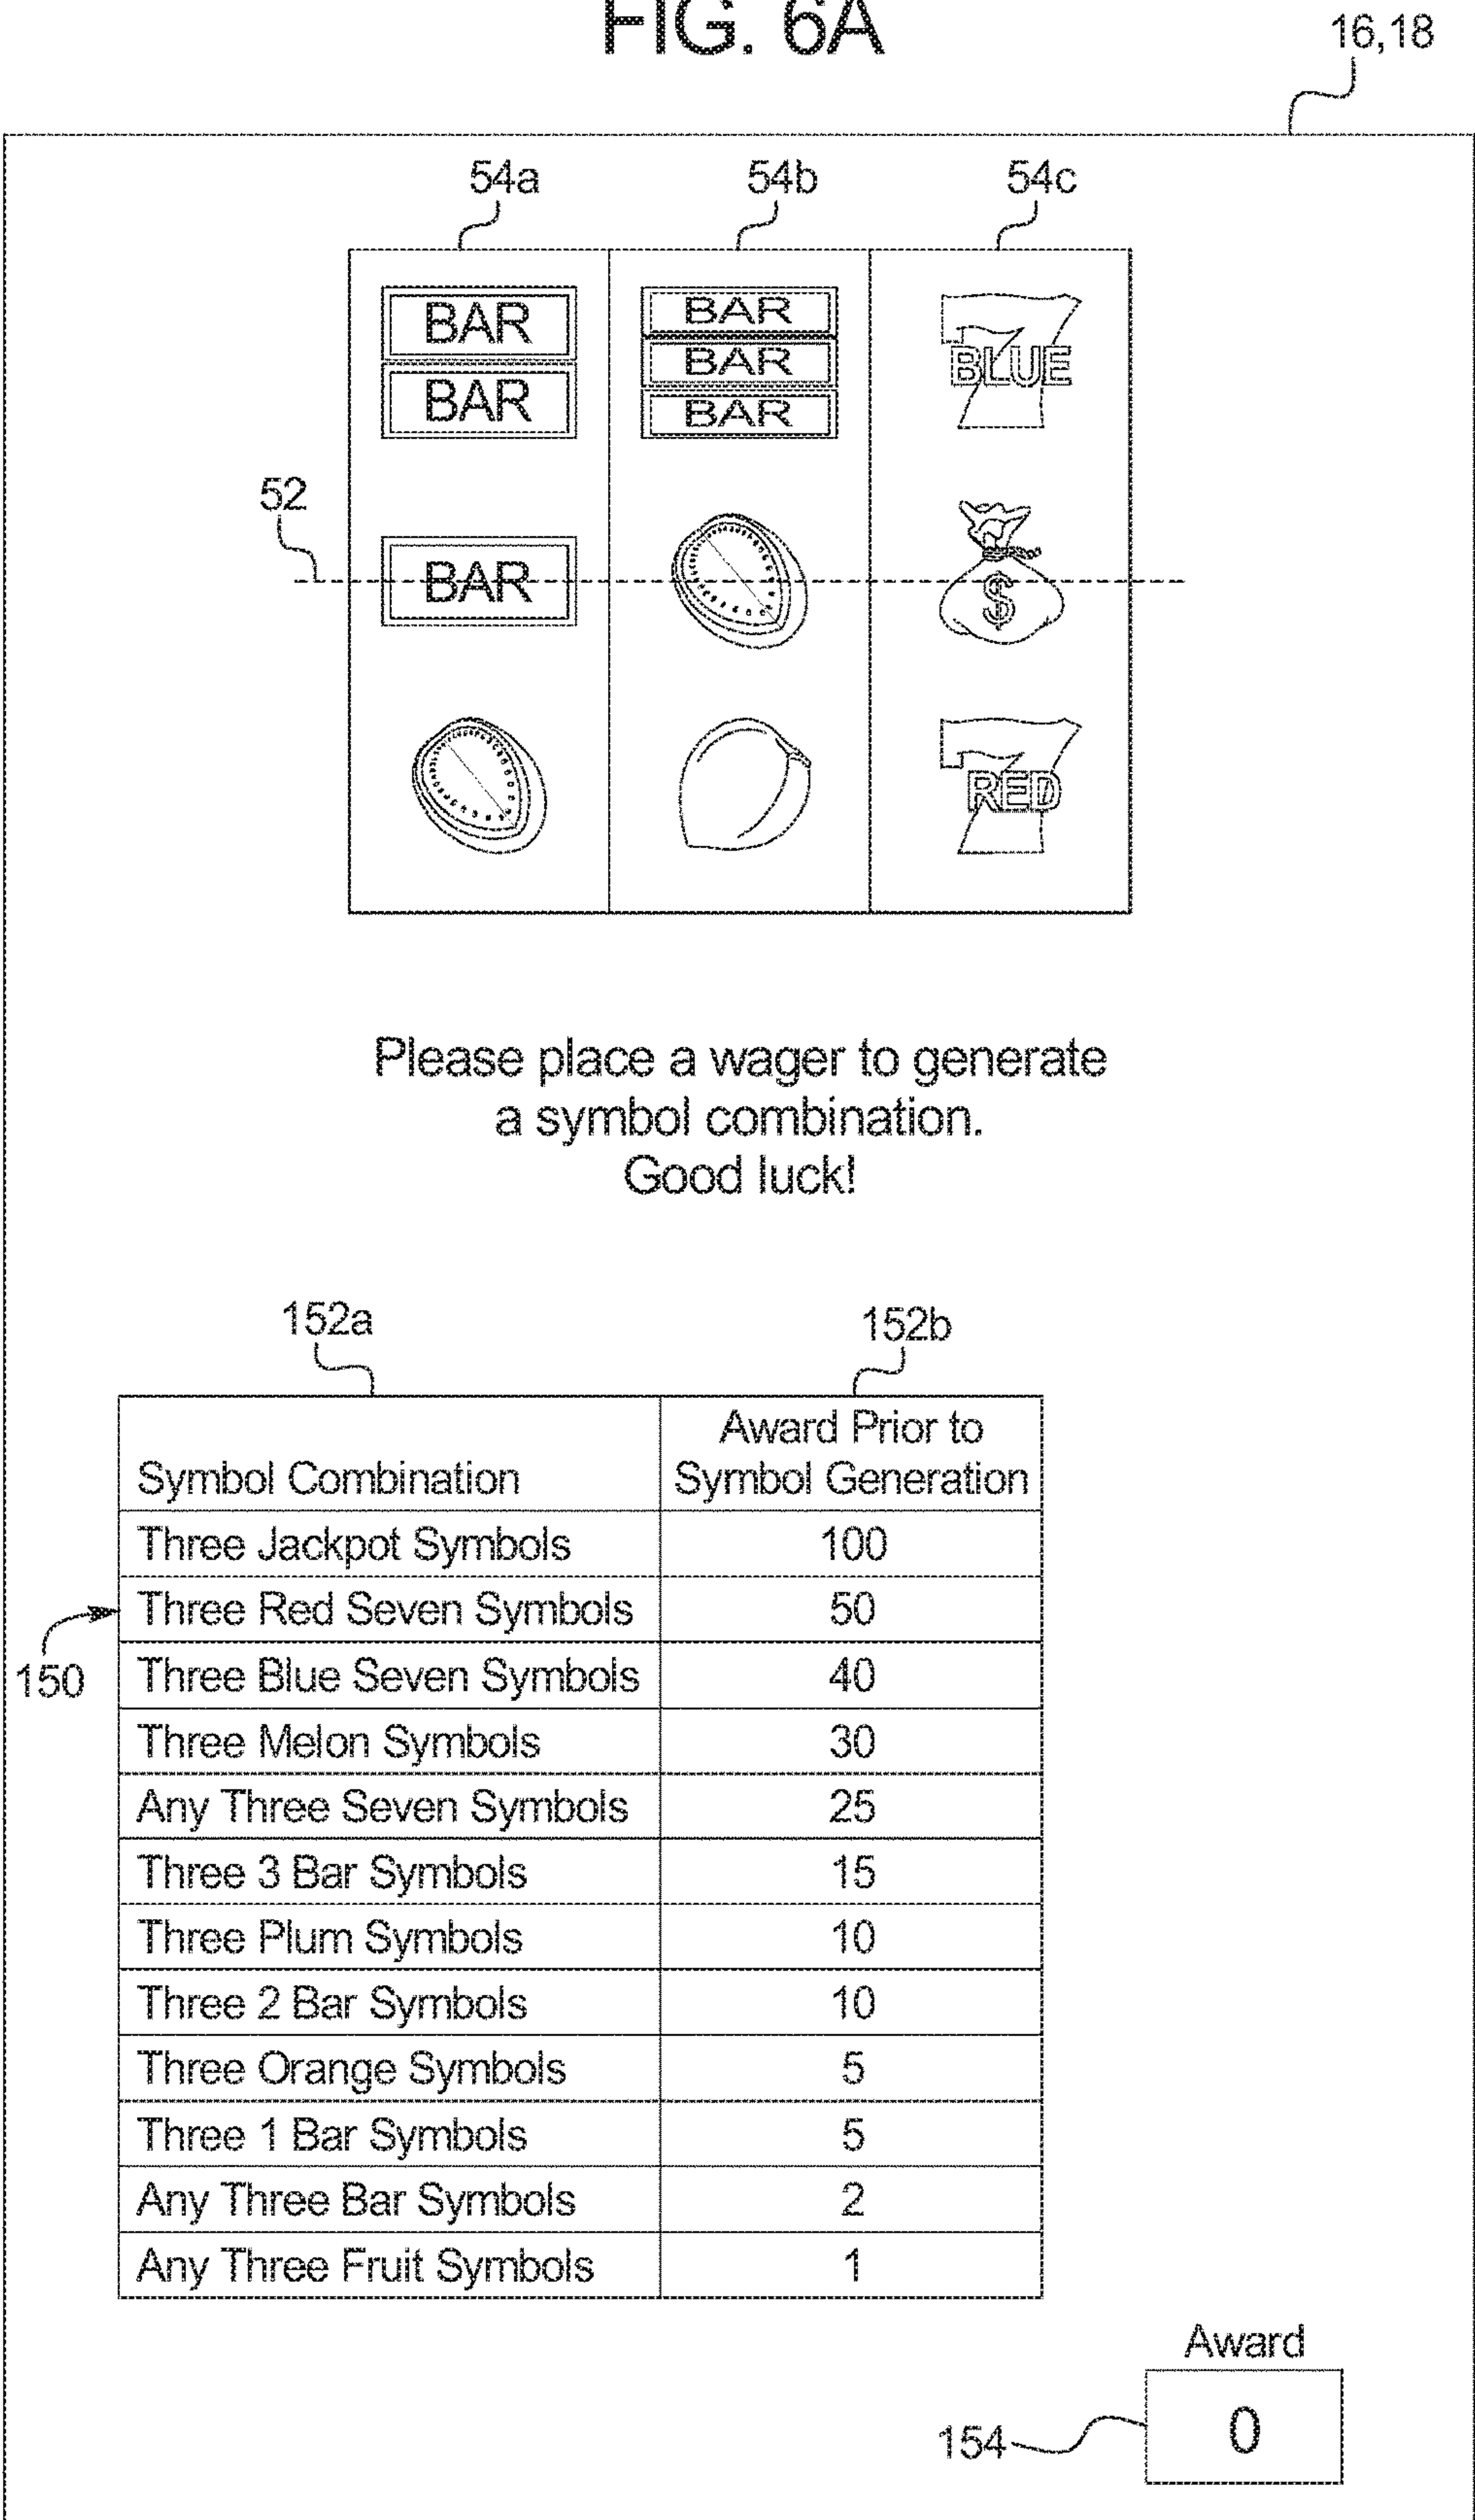 FIG. 6A
16,18
54a 54b 54c
BAR
BAR
BAR
BAR
BAR
BLUE
52
BAR
$
RED
Please place a wager to generate
a symbol combination.
Good luck!
152a
152b
Symbol Combination
Award Prior to
Symbol Generation
Three Jackpot Symbols 100
Three Red Seven Symbols 50
150
Three Blue Seven Symbols 40
Three Melon Symbols 30
Any Three Seven Symbols 25
Three 3 Bar Symbols 15
Three Plum Symbols 10
Three 2 Bar Symbols 10
Three Orange Symbols 5
Three 1 Bar Symbols 5
Any Three Bar Symbols 2
Any Three Fruit Symbols 1
Award
154
0